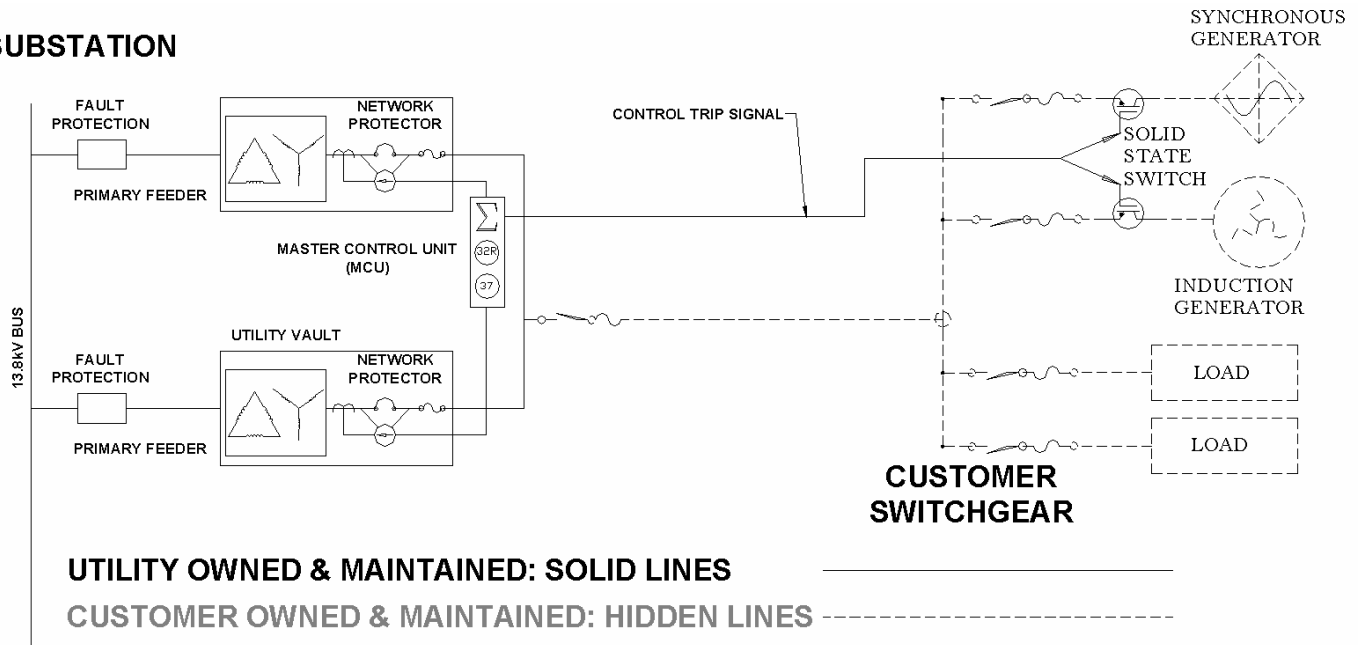 SUBSTATION
SYNCHRONOUS
GENERATOR
FAULT
PROTECTION
NETWORK
PROTECTOR
CONTROL TRIP SIGNAL
SOLID
STATE
SWITCH
PRIMARY FEEDER
MASTER CONTROL UNIT
(MCU)
Σ
32R
37
INDUCTION
GENERATOR
13.8kV BUS
UTILITY VAULT
FAULT
PROTECTION
NETWORK
PROTECTOR
LOAD
PRIMARY FEEDER
LOAD
CUSTOMER
SWITCHGEAR
UTILITY OWNED & MAINTAINED: SOLID LINES
CUSTOMER OWNED & MAINTAINED: HIDDEN LINES